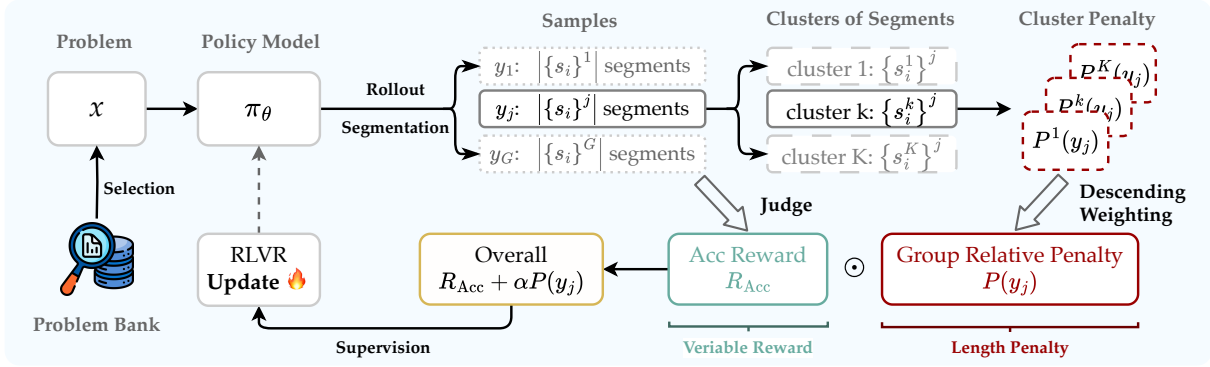 Problem
Policy Model
Samples
Clusters of Segments
Cluster Penalty
x
π_θ
Rollout
Segmentation
y_1: |{s_i}^1| segments
y_j: |{s_i}^j| segments
y_G: |{s_i}^G| segments
cluster 1: {s_i^1}^j
cluster k: {s_i^k}^j
cluster K: {s_i^K}^j
P^K(y_j)
P^k(y_j)
P^1(y_j)
Selection
Judge
Descending
Weighting
RLVR
Update
Overall
R_Acc + αP(y_j)
Acc Reward
R_Acc
⊙
Group Relative Penalty
P(y_j)
Problem Bank
Supervision
Veriable Reward
Length Penalty